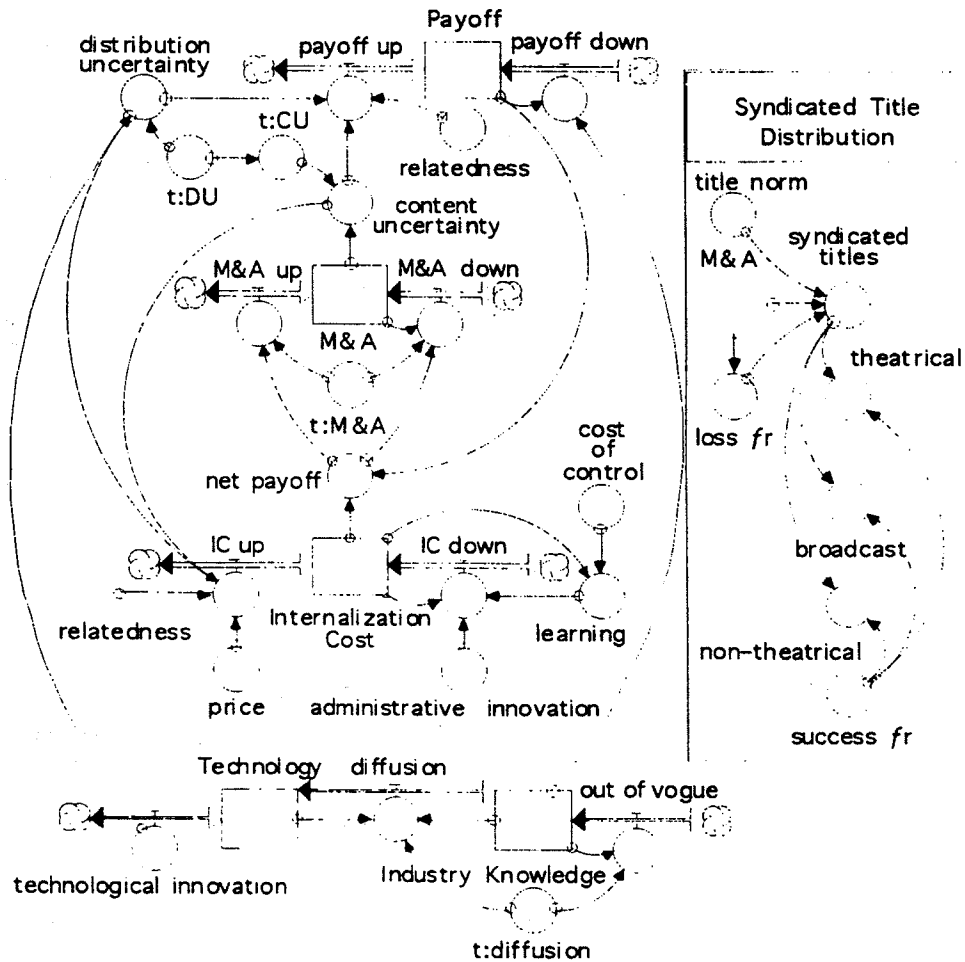 Payoff
distribution
uncertainty
payoff up
payoff down
t:CU
relatedness
t:DU
content
uncertainty
M&A up
M&A down
M&A
t:M&A
net payoff
cost
of
control
IC up
IC down
relatedness
Internalization
Cost
learning
price
administrative innovation
Technology
diffusion
out of vogue
technological innovation
Industry Knowledge
t:diffusion
Syndicated Title
Distribution
title norm
M&A
syndicated
titles
theatrical
loss fr
broadcast
non-theatrical
success fr